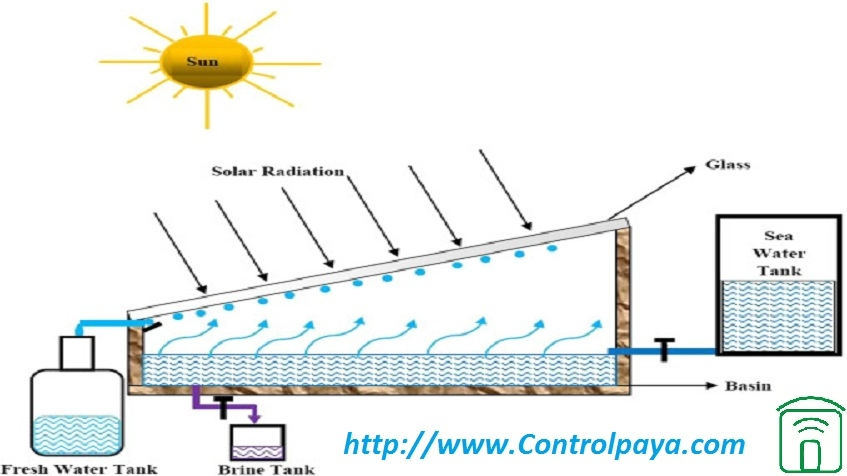 Sun
Solar Radiation
Glass
Sea
Water
Tank
Basin
Fresh Water Tank
Brine Tank
http://www.Controlpaya.com